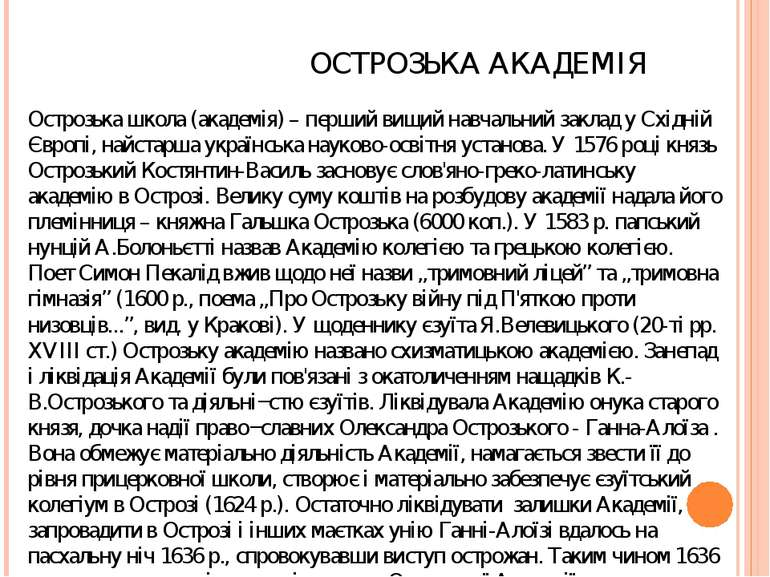 ОСТРОЗЬКА АКАДЕМІЯ
Острозька школа (академія) – перший вищий навчальний заклад у Східній
Європі, найстарша українська науково-освітня установа. У 1576 році князь
Острозький Костянтин-Василь засновує слов'яно-греко-латинську
академію в Острозі. Велику суму коштів на розбудову академії надала його
племінниця – княжна Гальшка Острозька (6000 коп.). У 1583 р. папський
нунцій А.Болоньєтті назвав Академію колегією та грецькою колегією.
Поет Симон Пекалід вжив щодо неї назви „тримовний ліцей” та „тримовна
гімназія” (1600 р., поема „Про Острозьку війну під П'яткою проти
низовців...”, вид. у Кракові). У щоденнику єзуїта Я.Велевицького (20-ті рр.
XVIII ст.) Острозьку академію названо схизматицькою академією. Занепад
і ліквідація Академії були пов'язані з окатоличенням нащадків К.-
В.Острозького та діяльні¬стю єзуїтів. Ліквідувала Академію онука старого
князя, дочка надії право¬славних Олександра Острозького - Ганна-Алоїза .
Вона обмежує матеріально діяльність Академії, намагається звести її до
рівня прицерковної школи, створює і матеріально забезпечує єзуїтський
колегіум в Острозі (1624 р.). Остаточно ліквідувати залишки Академії,
запровадити в Острозі і інших маєтках унію Ганні-Алоїзі вдалось на
пасхальну ніч 1636 р., спровокувавши виступ острожан. Таким чином 1636